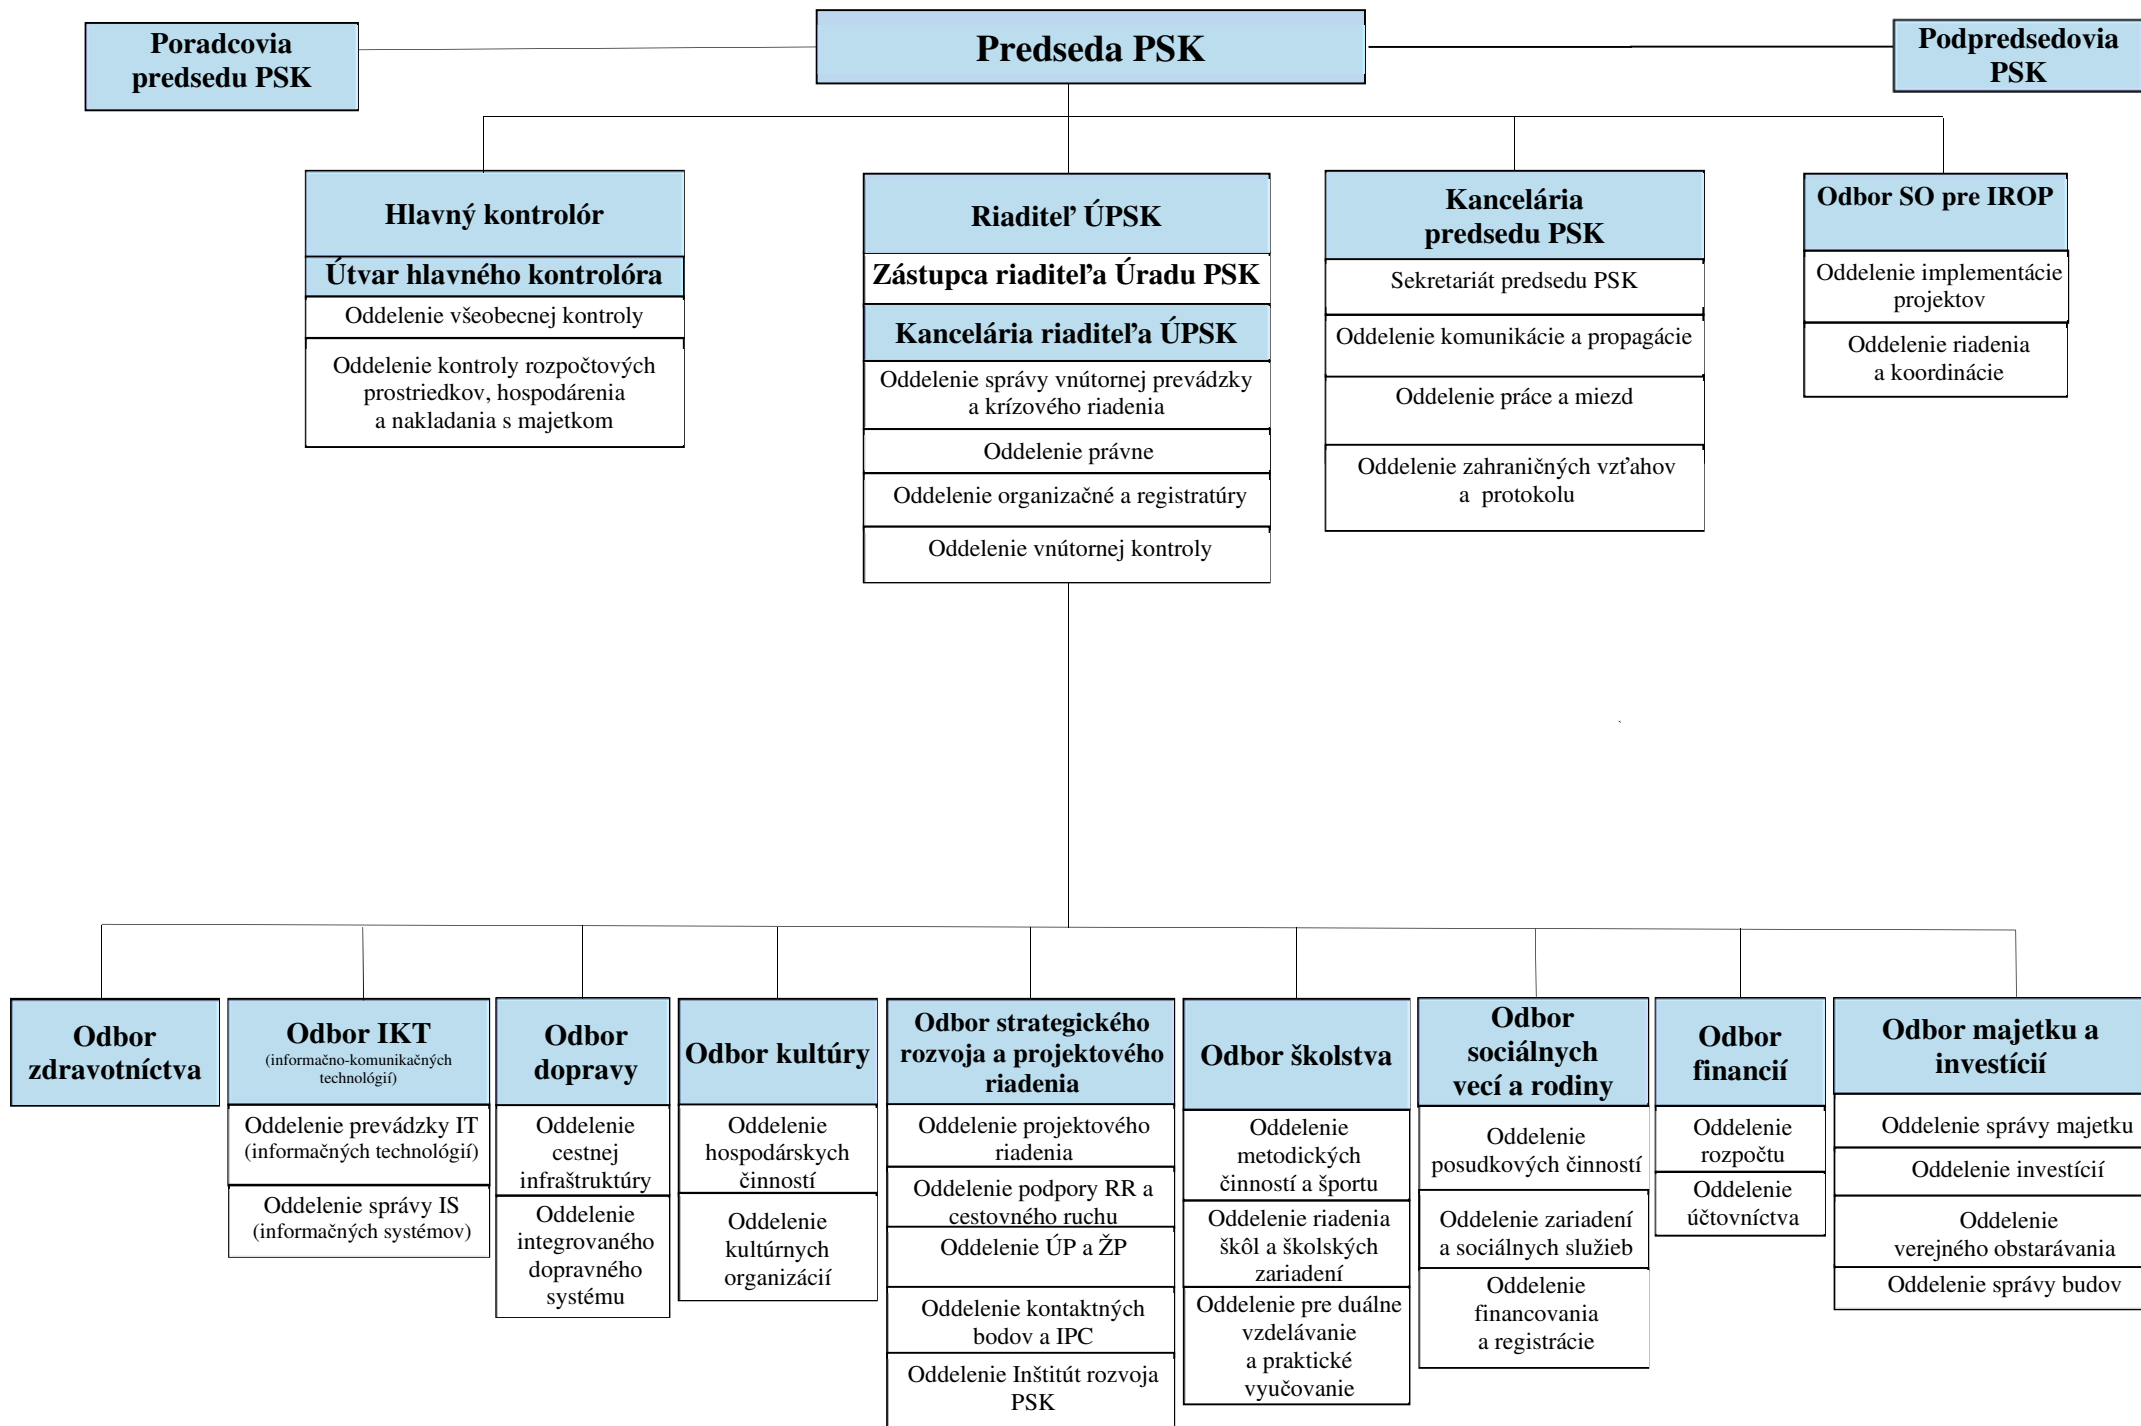 Poradcovia
predsedu PSK
Predseda PSK
Podpredsedovia
PSK
Hlavný kontrolór
Útvar hlavného kontrolóra
Oddelenie všeobecnej kontroly
Oddelenie kontroly rozpočtových
prostriedkov, hospodárenia
a nakladania s majetkom
Riaditeľ ÚPSK
Zástupca riaditeľa Úradu PSK
Kancelária riaditeľa ÚPSK
Oddelenie správy vnútornej prevádzky
a krízového riadenia
Oddelenie právne
Oddelenie organizačné a registratúry
Oddelenie vnútornej kontroly
Kancelária
predsedu PSK
Sekretariát predsedu PSK
Oddelenie komunikácie a propagácie
Oddelenie práce a miezd
Oddelenie zahraničných vzťahov
a protokolu
Odbor SO pre IROP
Oddelenie implementácie
projektov
Oddelenie riadenia
a koordinácie
Odbor
zdravotníctva
Odbor IKT
(informačno-komunikačných
technológií)
Oddelenie prevádzky IT
(informačných technológií)
Oddelenie správy IS
(informačných systémov)
Odbor
dopravy
Oddelenie
cestnej
infraštruktúry
Oddelenie
integrovaného
dopravného
systému
Odbor kultúry
Oddelenie
hospodárskych
činností
Oddelenie
kultúrnych
organizácií
Odbor strategického
rozvoja a projektového
riadenia
Oddelenie projektového
riadenia
Oddelenie podpory RR a
cestovného ruchu
Oddelenie ÚP a ŽP
Oddelenie kontaktných
bodov a IPC
Oddelenie Inštitút rozvoja
PSK
Odbor školstva
Oddelenie
metodických
činností a športu
Oddelenie riadenia
škôl a školských
zariadení
Oddelenie pre duálne
vzdelávanie
a praktické
vyučovanie
Odbor
sociálnych
vecí a rodiny
Oddelenie
posudkových činností
Oddelenie zariadení
a sociálnych služieb
Oddelenie
financovania
a registrácie
Odbor
financií
Oddelenie
rozpočtu
Oddelenie
účtovníctva
Odbor majetku a
investícií
Oddelenie správy majetku
Oddelenie investícií
Oddelenie
verejného obstarávania
Oddelenie správy budov